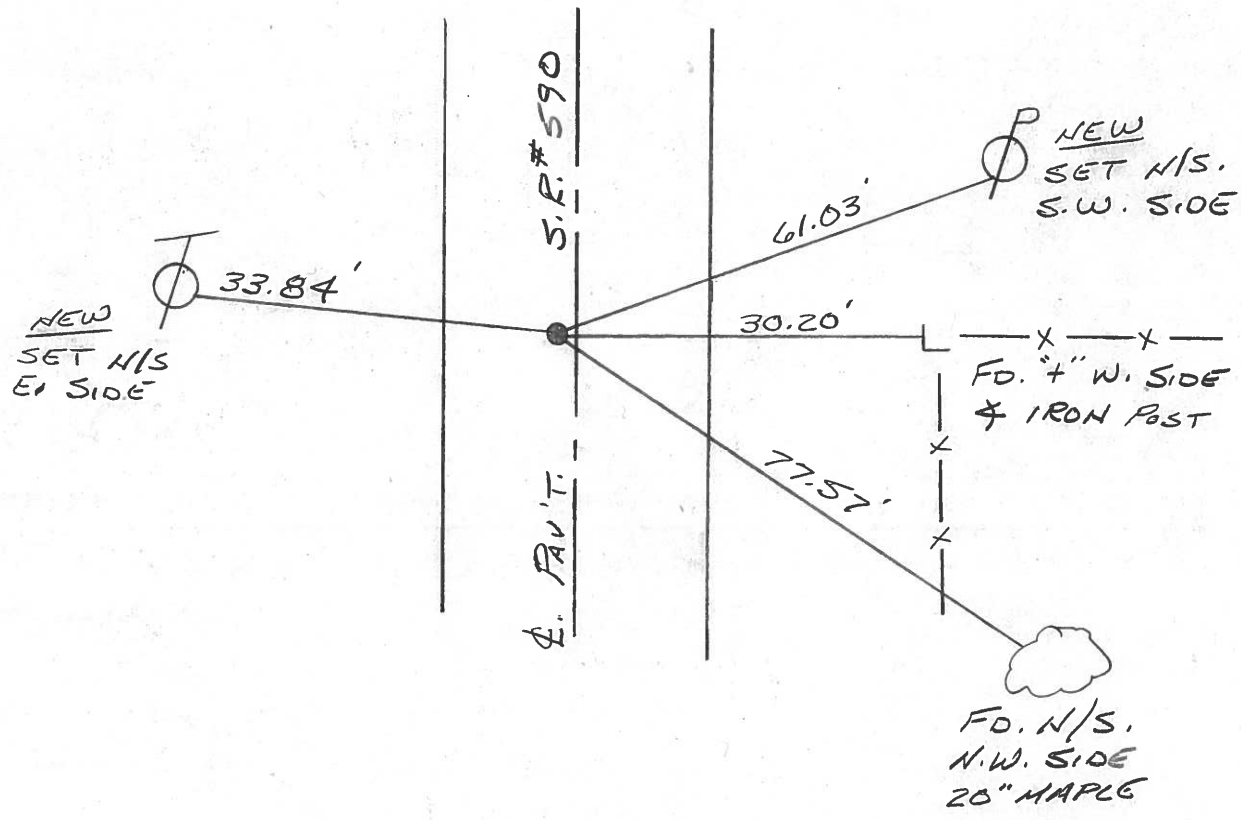 S.R.# 590
NEW
SET N/S.
S.W. SIDE
61.03'
33.84'
NEW
SET N/S
E. SIDE
30.20'
FD. "+" W. SIDE
∢ IRON POST
77.57'
℄. PAV'T.
FD. N/S.
N.W. SIDE
20" MAPLE